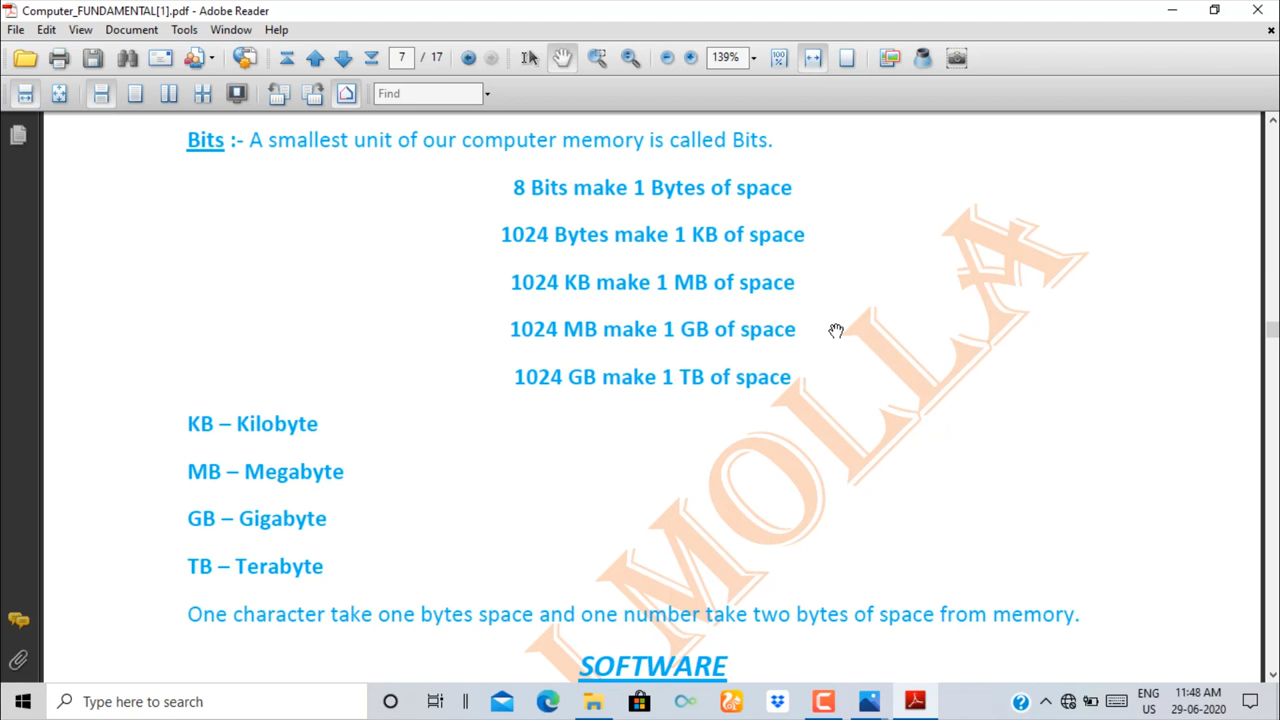 Computer_FUNDAMENTAL[1].pdf - Adobe Reader
File Edit View Document Tools Window Help
7 / 17 139%
Find
Bits :- A smallest unit of our computer memory is called Bits.
8 Bits make 1 Bytes of space
1024 Bytes make 1 KB of space
1024 KB make 1 MB of space
1024 MB make 1 GB of space
1024 GB make 1 TB of space
KB – Kilobyte
MB – Megabyte
GB – Gigabyte
TB – Terabyte
One character take one bytes space and one number take two bytes of space from memory.
SOFTWARE
MOLLA
Type here to search
ENG
US
11:48 AM
29-06-2020